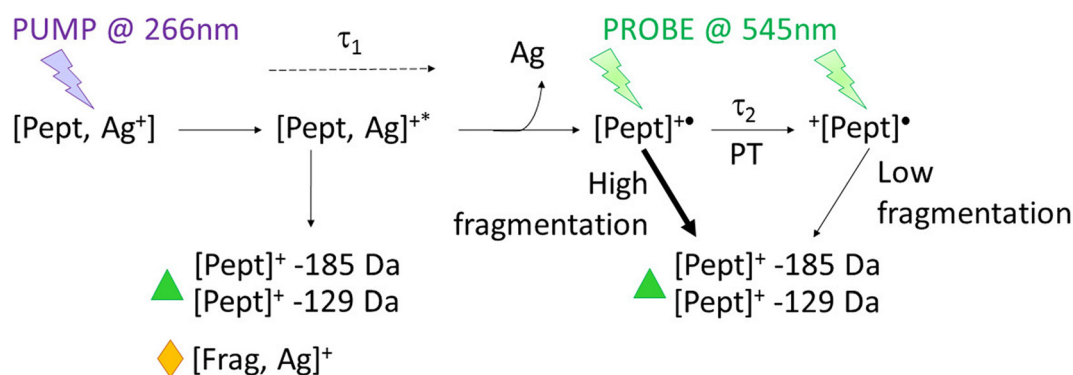 PUMP @ 266nm
PROBE @ 545nm
τ1
Ag
[Pept, Ag⁺]
[Pept, Ag]⁺*
[Pept]⁺•
τ2
PT
⁺[Pept]•
High
fragmentation
Low
fragmentation
[Pept]⁺ -185 Da
[Pept]⁺ -129 Da
[Frag, Ag]⁺
[Pept]⁺ -185 Da
[Pept]⁺ -129 Da